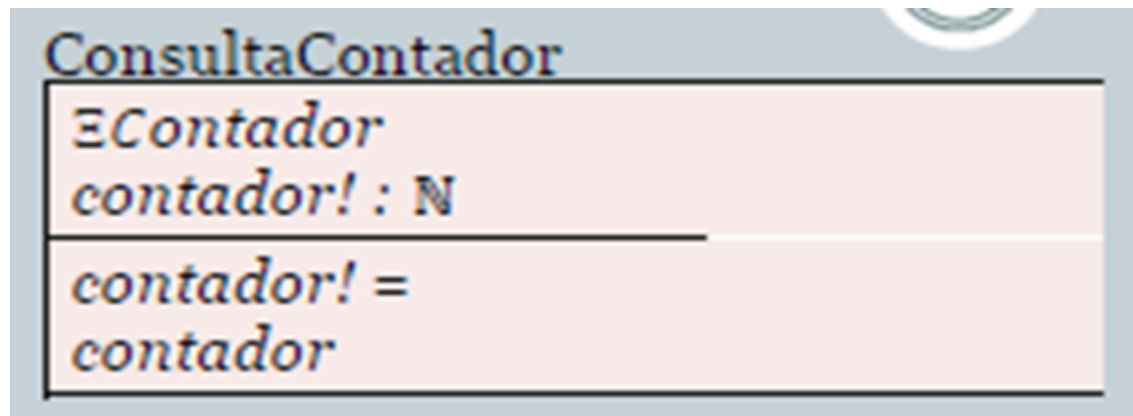 ConsultaContador
ΞContador
contador! : ℕ
contador! =
contador